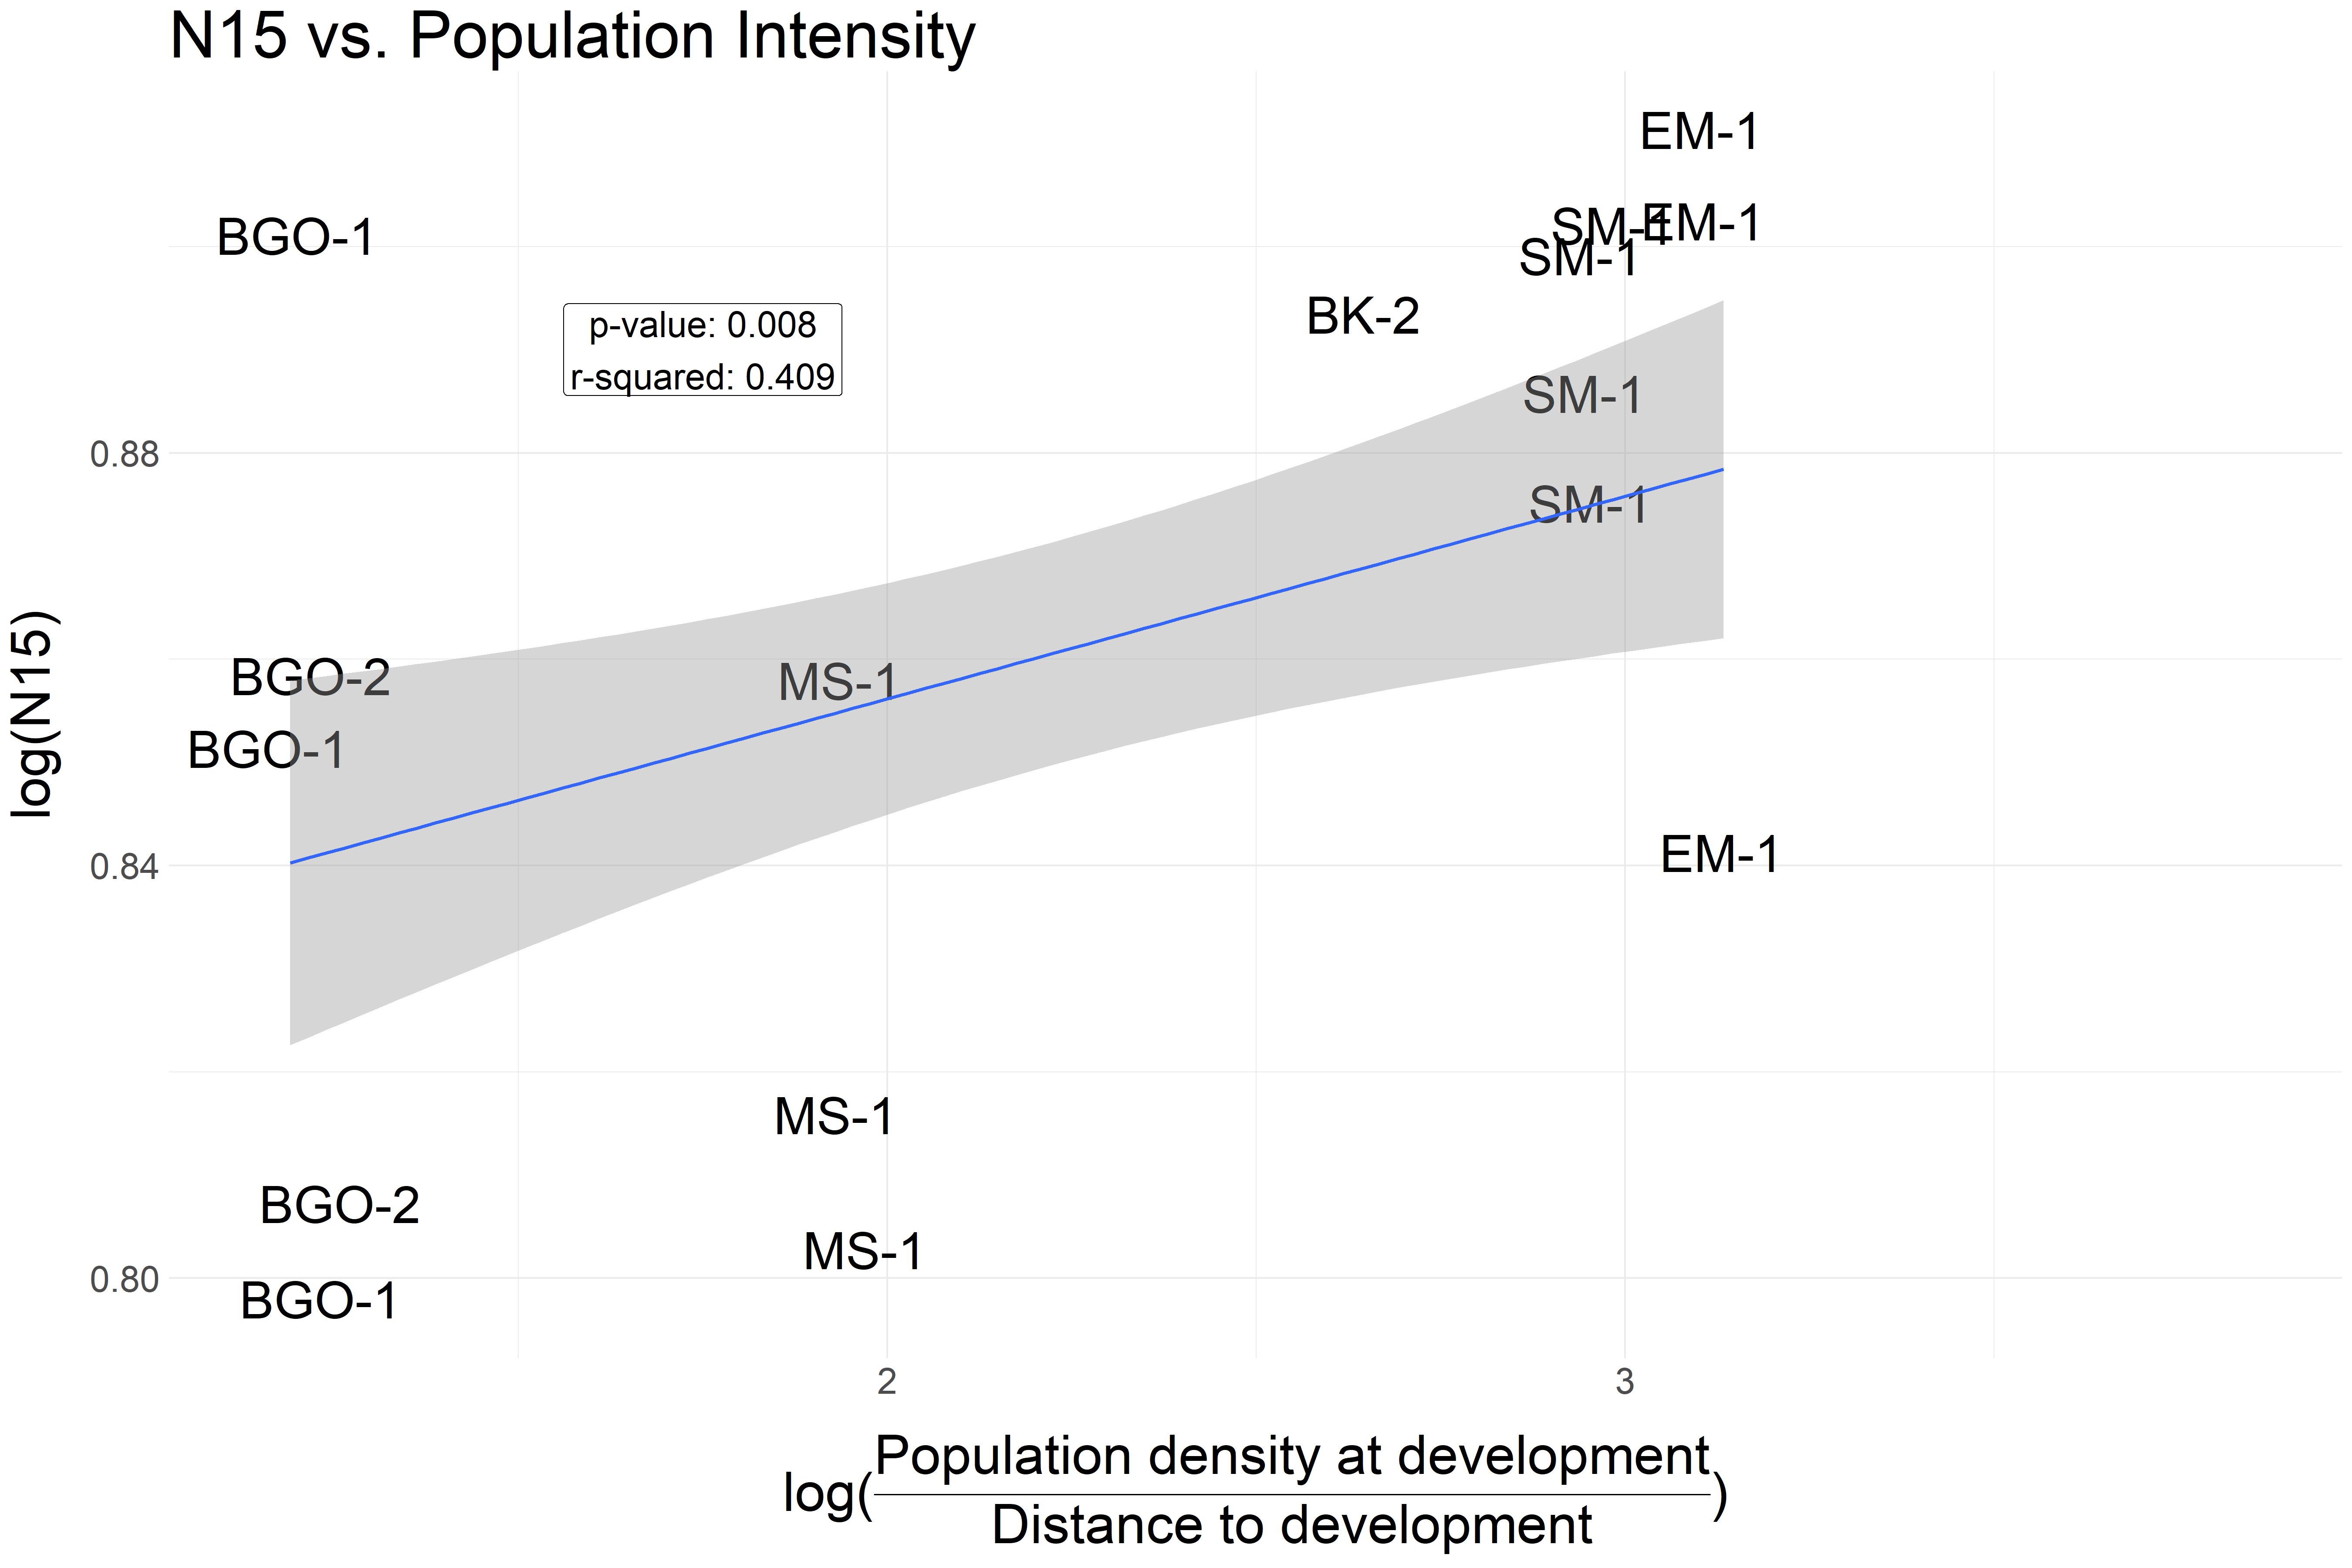 N15 vs. Population Intensity
EM-1
SM-1
EM-1
BGO-1
SM-1
BK-2
p-value: 0.008
r-squared: 0.409
SM-1
0.88
SM-1
BGO-2
MS-1
BGO-1
log(N15)
EM-1
0.84
MS-1
BGO-2
MS-1
0.80
BGO-1
2
3
log(Population density at development
Distance to development)